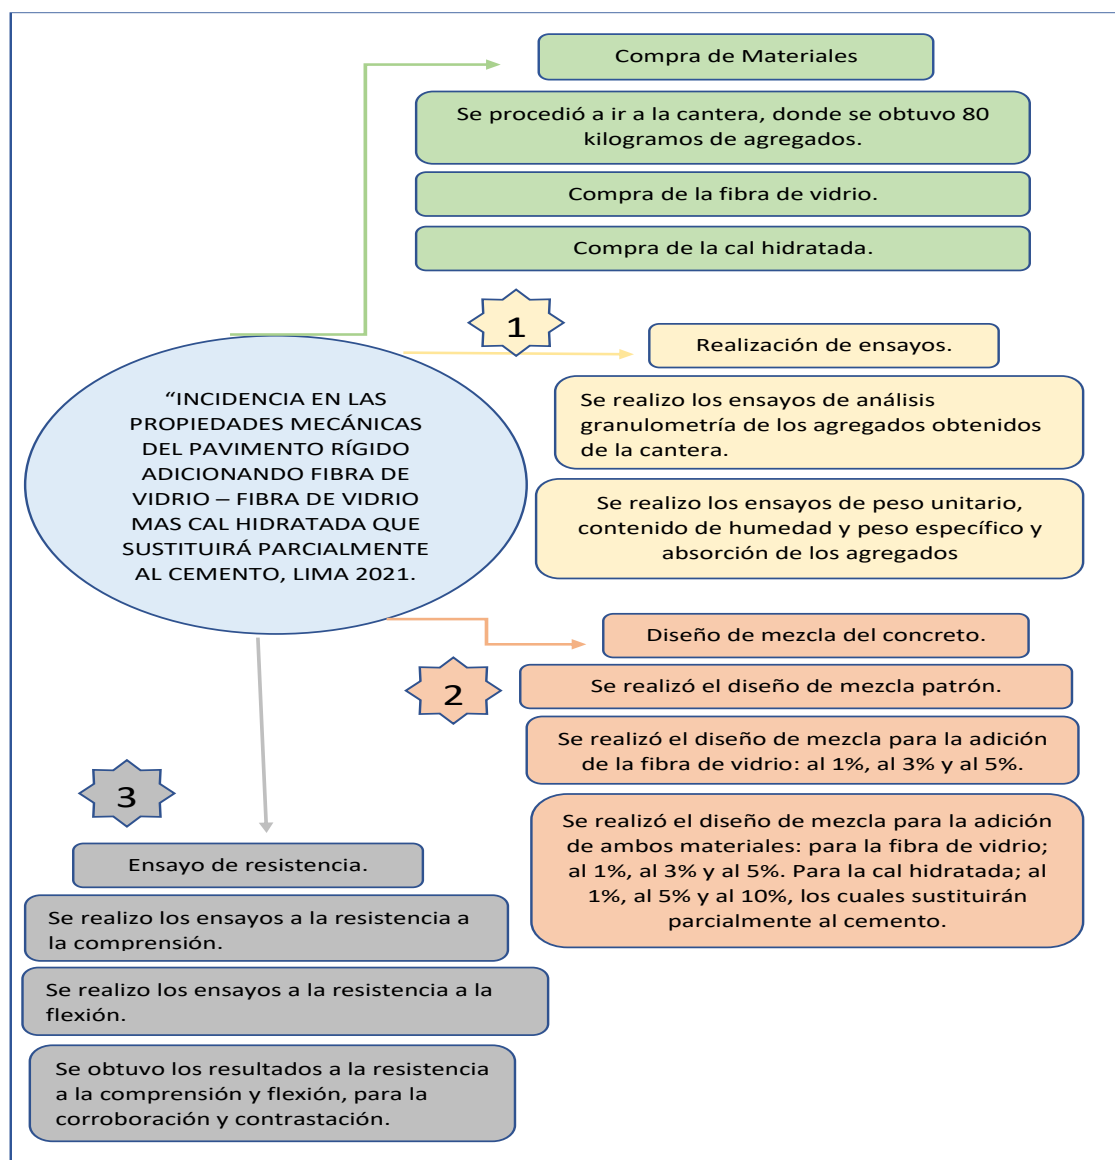 Compra de Materiales
Se procedió a ir a la cantera, donde se obtuvo 80
kilogramos de agregados.
Compra de la fibra de vidrio.
Compra de la cal hidratada.
1
Realización de ensayos.
Se realizo los ensayos de análisis
granulometría de los agregados obtenidos
de la cantera.
Se realizo los ensayos de peso unitario,
contenido de humedad y peso específico y
absorción de los agregados
“INCIDENCIA EN LAS
PROPIEDADES MECÁNICAS
DEL PAVIMENTO RÍGIDO
ADICIONANDO FIBRA DE
VIDRIO – FIBRA DE VIDRIO
MAS CAL HIDRATADA QUE
SUSTITUIRÁ PARCIALMENTE
AL CEMENTO, LIMA 2021.
2
Diseño de mezcla del concreto.
Se realizó el diseño de mezcla patrón.
Se realizó el diseño de mezcla para la adición
de la fibra de vidrio: al 1%, al 3% y al 5%.
Se realizó el diseño de mezcla para la adición
de ambos materiales: para la fibra de vidrio;
al 1%, al 3% y al 5%. Para la cal hidratada; al
1%, al 5% y al 10%, los cuales sustituirán
parcialmente al cemento.
3
Ensayo de resistencia.
Se realizo los ensayos a la resistencia a
la comprensión.
Se realizo los ensayos a la resistencia a la
flexión.
Se obtuvo los resultados a la resistencia
a la comprensión y flexión, para la
corroboración y contrastación.